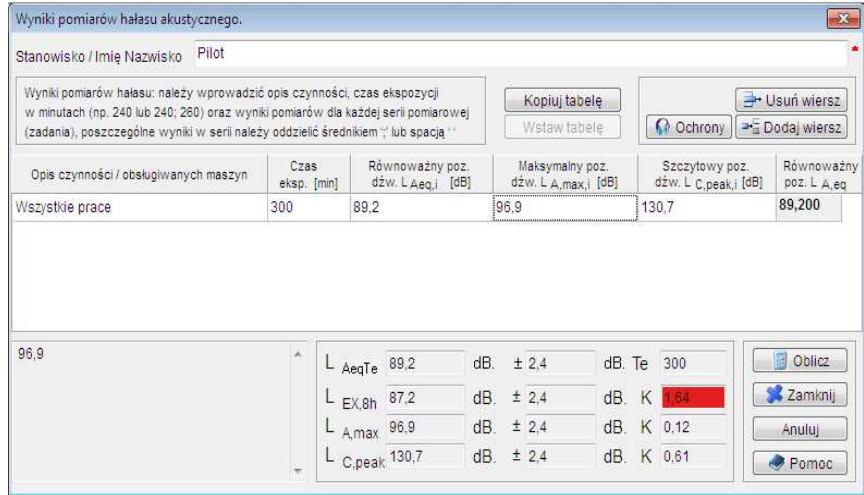 Wyniki pomiarów hałasu akustycznego.
Stanowisko / Imię Nazwisko Pilot *
Wyniki pomiarów hałasu: należy wprowadzić opis czynności, czas ekspozycji
w minutach (np. 240 lub 240; 260) oraz wyniki pomiarów dla każdej serii pomiarowej
(zadania), poszczególne wyniki w serii należy oddzielić średnikiem ';' lub spacją ' '
Kopiuj tabelę
Wstaw tabelę
Usuń wiersz
Ochrony Dodaj wiersz
Opis czynności / obsługiwanych maszyn
Czas
eksp. [min]
Równoważny poz.
dźw. L Aeq,i [dB]
Maksymalny poz.
dźw. L A,max,i [dB]
Szczytowy poz.
dźw. L C,peak,i [dB]
Równoważny
poz. L A,eq
Wszystkie prace 300 89,2 96,9 130,7 89,200
96,9
L AeqTe 89,2 dB. ± 2,4 dB. Te 300
L EX,8h 87,2 dB. ± 2,4 dB. K 1,64
L A,max 96,9 dB. ± 2,4 dB. K 0,12
L C,peak 130,7 dB. ± 2,4 dB. K 0,61
Oblicz
Zamknij
Anuluj
Pomoc